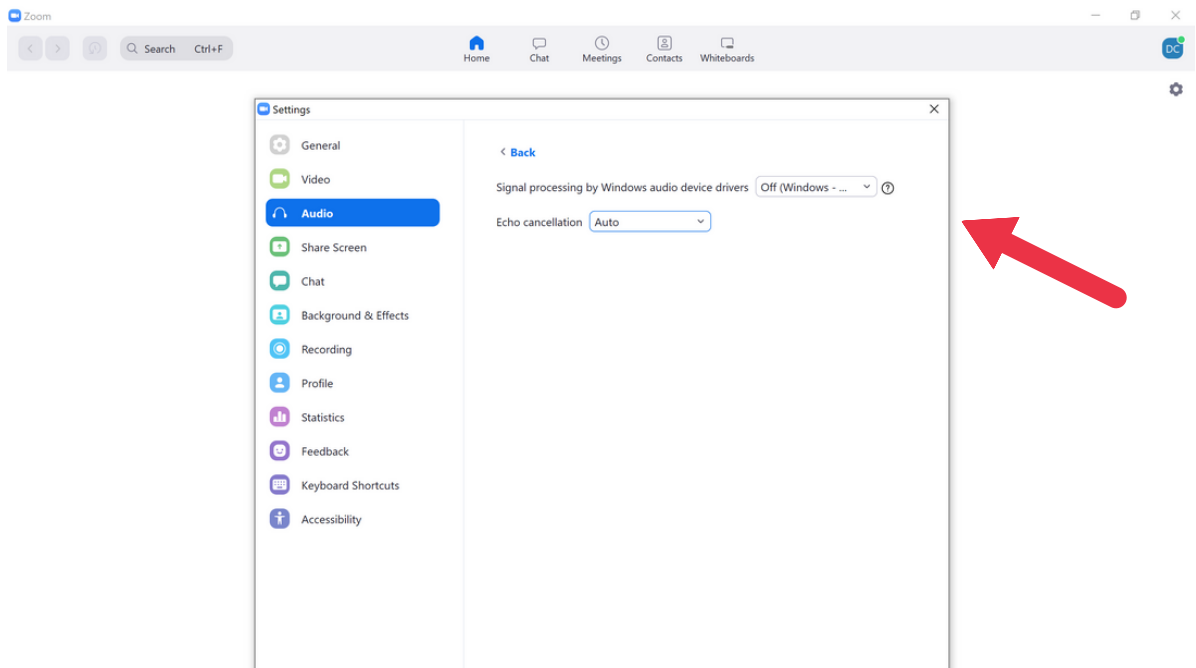 Zoom
Search Ctrl+F
Home
Chat
Meetings
Contacts
Whiteboards
DC
Settings
General
Video
Audio
Share Screen
Chat
Background & Effects
Recording
Profile
Statistics
Feedback
Keyboard Shortcuts
Accessibility
Back
Signal processing by Windows audio device drivers Off (Windows - ...
Echo cancellation Auto